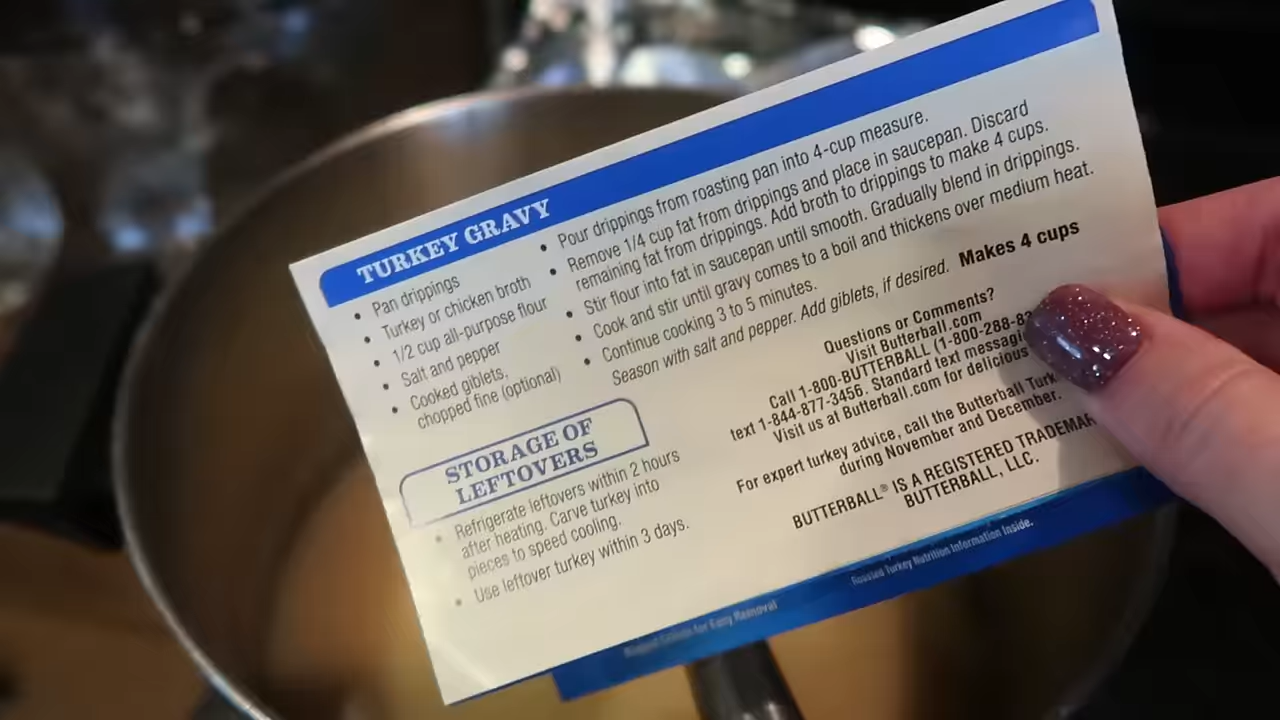 TURKEY GRAVY
• Pan drippings
• Turkey or chicken broth
• 1/2 cup all-purpose flour
• Salt and pepper
• Cooked giblets,
chopped fine (optional)
• Pour drippings from roasting pan into 4-cup measure.
• Remove 1/4 cup fat from drippings and place in saucepan. Discard
remaining fat from drippings. Add broth to drippings to make 4 cups.
• Stir flour into fat in saucepan until smooth. Gradually blend in drippings.
• Cook and stir until gravy comes to a boil and thickens over medium heat.
• Continue cooking 3 to 5 minutes.
Season with salt and pepper. Add giblets, if desired. Makes 4 cups
STORAGE OF
LEFTOVERS
• Refrigerate leftovers within 2 hours
after heating. Carve turkey into
pieces to speed cooling.
• Use leftover turkey within 3 days.
Questions or Comments?
Visit Butterball.com
Call 1-800-BUTTERBALL (1-800-288-83
text 1-844-877-3456. Standard text messagi
Visit us at Butterball.com for delicious
For expert turkey advice, call the Butterball Turk
during November and December.
BUTTERBALL® IS A REGISTERED TRADEMAR
BUTTERBALL, LLC.
Roasted Turkey Nutrition Information Inside.
for Easy Removal